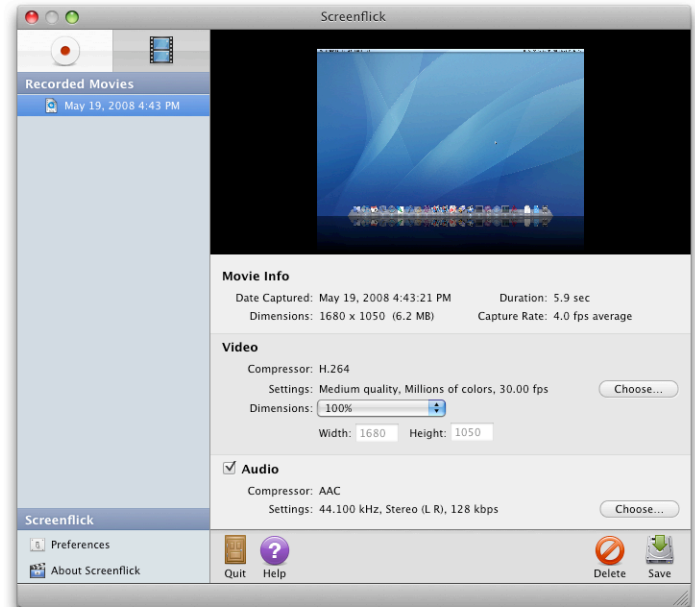 Screenflick
Recorded Movies
May 19, 2008 4:43 PM
Movie Info
Date Captured: May 19, 2008 4:43:21 PM Duration: 5.9 sec
Dimensions: 1680 x 1050 (6.2 MB) Capture Rate: 4.0 fps average
Video
Compressor: H.264
Settings: Medium quality, Millions of colors, 30.00 fps Choose...
Dimensions: 100%
Width: 1680 Height: 1050
Audio
Compressor: AAC
Settings: 44.100 kHz, Stereo (L R), 128 kbps Choose...
Screenflick
Preferences
About Screenflick
Quit Help Delete Save